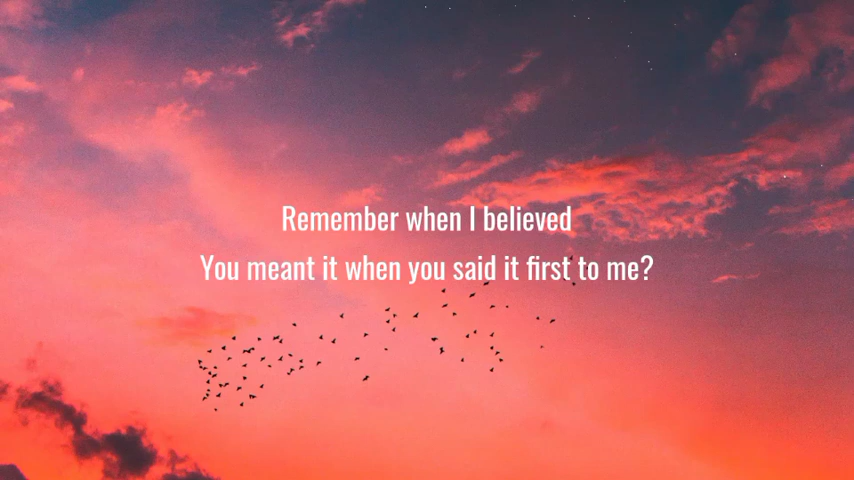 Remember when I believed
You meant it when you said it first to me?